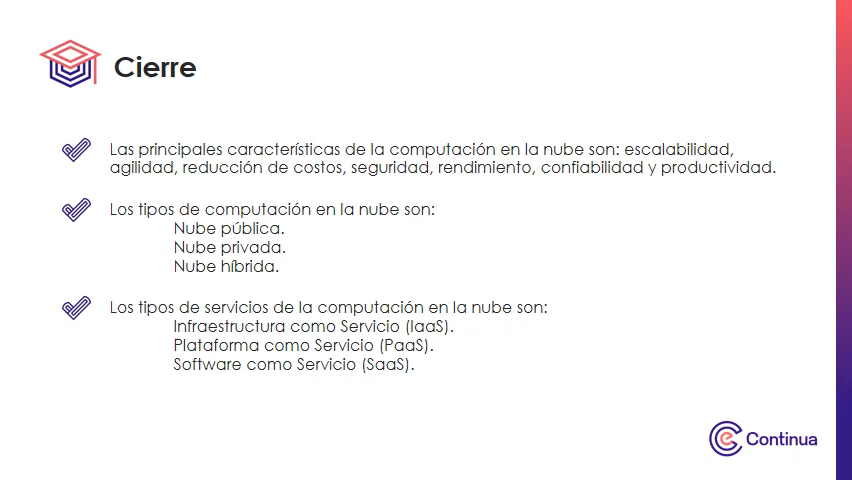 Cierre
Las principales características de la computación en la nube son: escalabilidad,
agilidad, reducción de costos, seguridad, rendimiento, confiabilidad y productividad.
Los tipos de computación en la nube son:
Nube pública.
Nube privada.
Nube híbrida.
Los tipos de servicios de la computación en la nube son:
Infraestructura como Servicio (IaaS).
Plataforma como Servicio (PaaS).
Software como Servicio (SaaS).
Continua